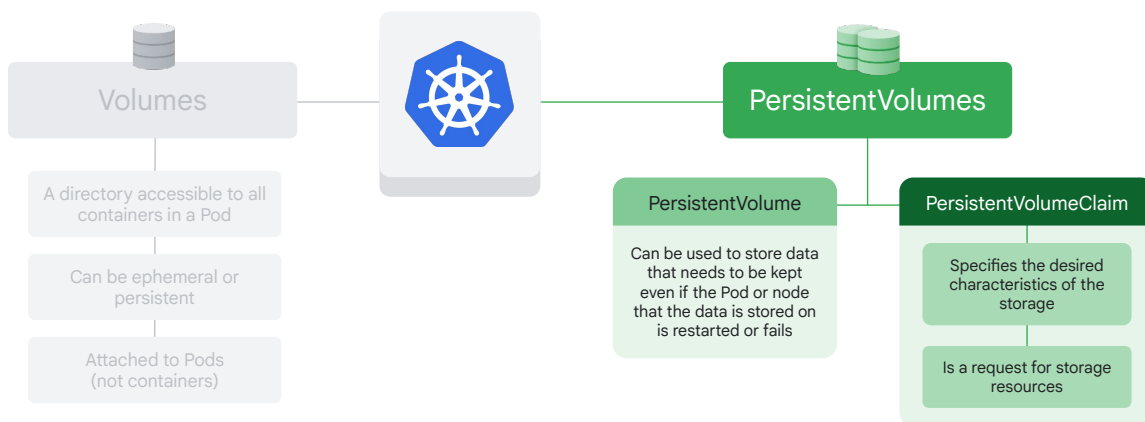 Volumes
A directory accessible to all
containers in a Pod
Can be ephemeral or
persistent
Attached to Pods
(not containers)
PersistentVolumes
PersistentVolume
Can be used to store data
that needs to be kept
even if the Pod or node
that the data is stored on
is restarted or fails
PersistentVolumeClaim
Specifies the desired
characteristics of the
storage
Is a request for storage
resources